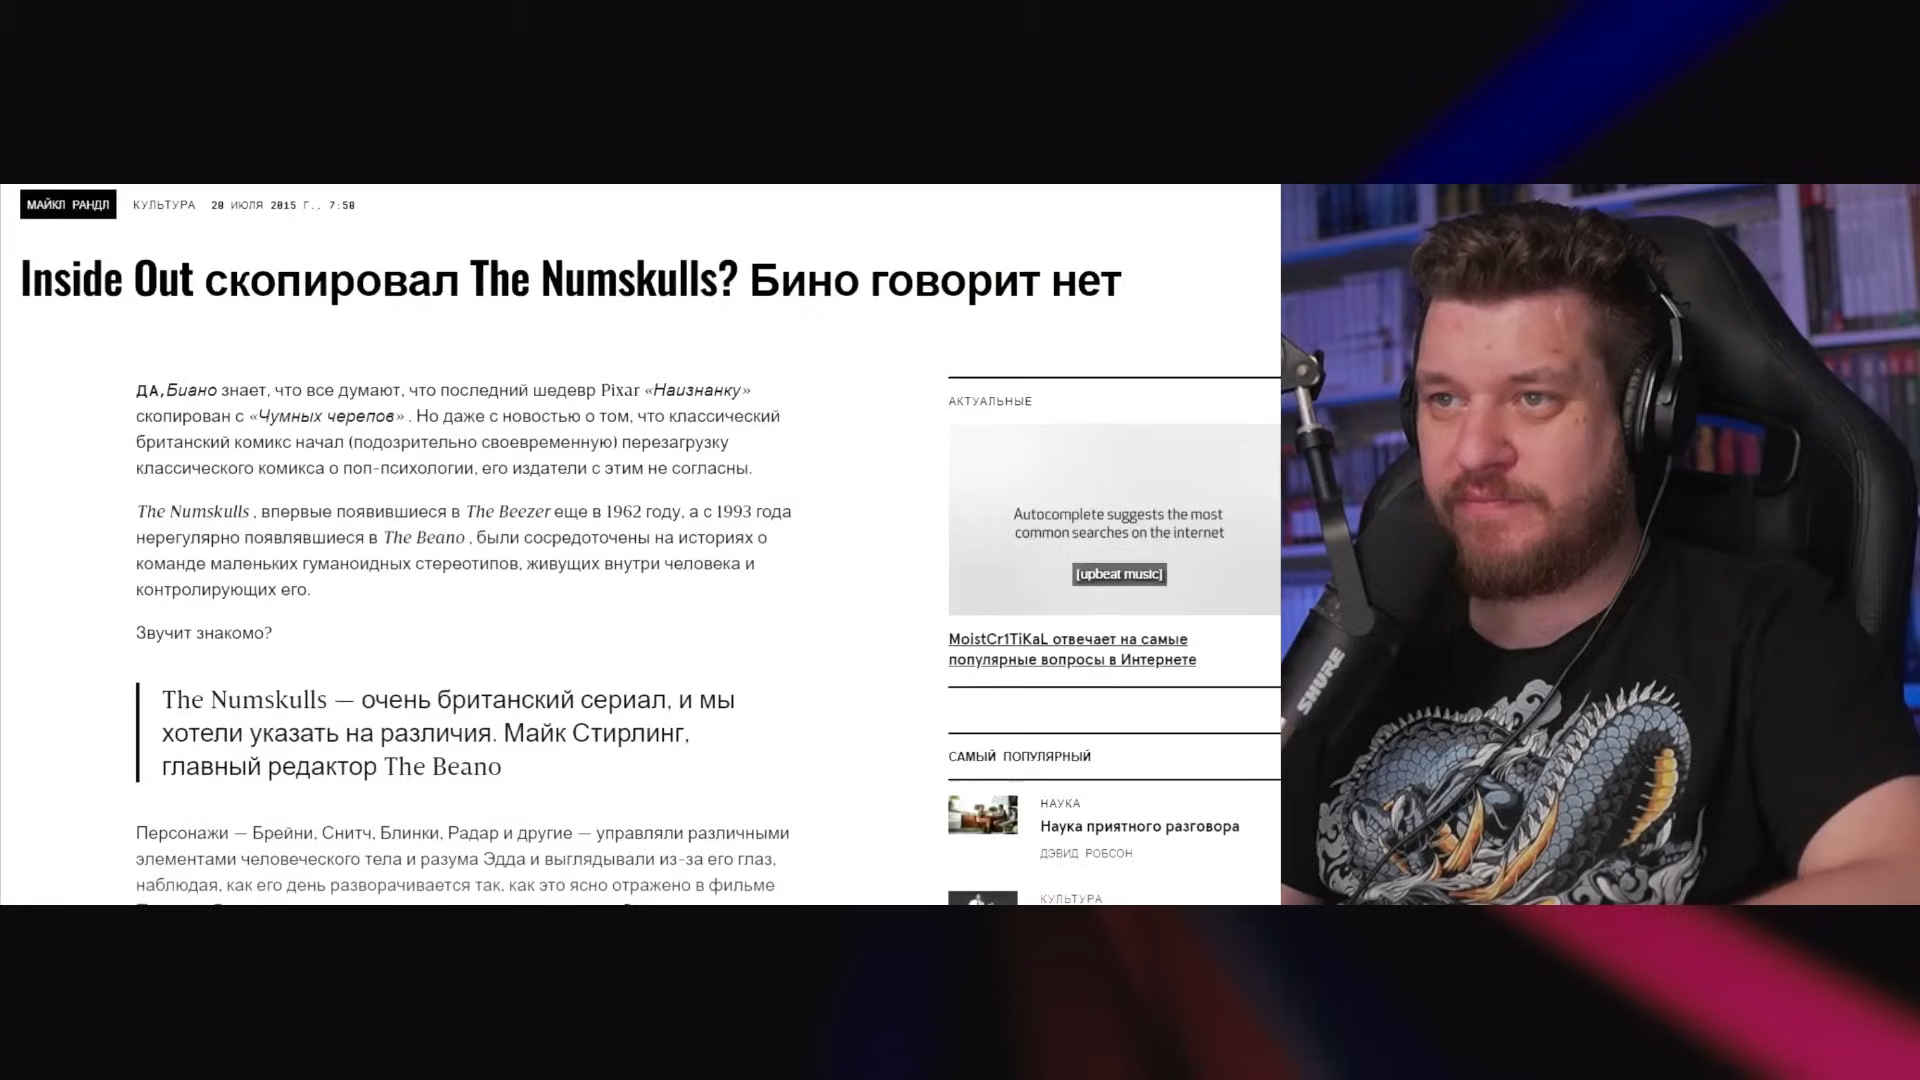 МАЙКЛ РАНДЛ КУЛЬТУРА 20 ИЮЛЯ 2015 Г., 7:50
Inside Out скопировал The Numskulls? Бино говорит нет
ДА, Биано знает, что все думают, что последний шедевр Pixar «Наизнанку»
скопирован с «Чумных черепов» . Но даже с новостью о том, что классический
британский комикс начал (подозрительно своевременную) перезагрузку
классического комикса о поп-психологии, его издатели с этим не согласны.
The Numskulls , впервые появившиеся в The Beezer еще в 1962 году, а с 1993 года
нерегулярно появлявшиеся в The Beano , были сосредоточены на историях о
команде маленьких гуманоидных стереотипов, живущих внутри человека и
контролирующих его.
Звучит знакомо?
The Numskulls — очень британский сериал, и мы
хотели указать на различия. Майк Стирлинг,
главный редактор The Beano
Персонажи — Брейни, Снитч, Блинки, Радар и другие — управляли различными
элементами человеческого тела и разума Эдда и выглядывали из-за его глаз,
наблюдая, как его день разворачивается так, как это ясно отражено в фильме
АКТУАЛЬНЫЕ
Autocomplete suggests the most
common searches on the internet
[upbeat music]
MoistCr1TiKaL отвечает на самые
популярные вопросы в Интернете
САМЫЙ ПОПУЛЯРНЫЙ
НАУКА
Наука приятного разговора
ДЭВИД РОБСОН
КУЛЬТУРА
SHURE